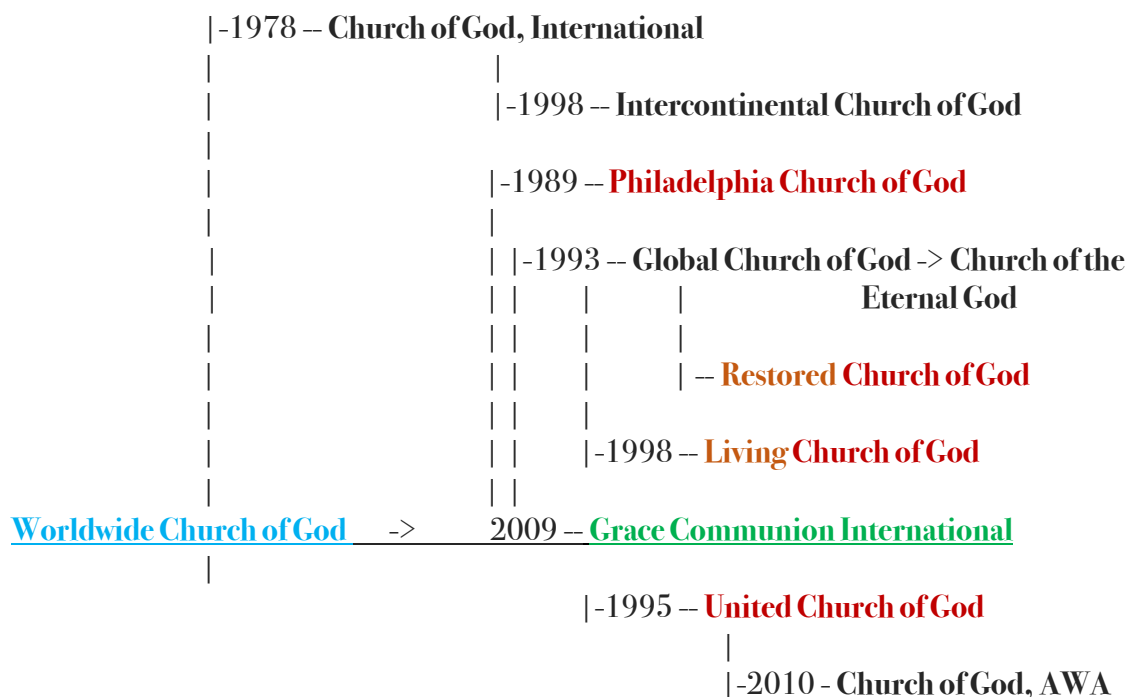 |-1978 -- Church of God, International
| |
| |-1998 -- Intercontinental Church of God
|
| |-1989 -- Philadelphia Church of God
| |
| | |-1993 -- Global Church of God -> Church of the
| | | | | Eternal God
| | | | |
| | | | | -- Restored Church of God
| | | |
| | | |-1998 -- Living Church of God
| | |
Worldwide Church of God -> 2009 -- Grace Communion International
|
|-1995 -- United Church of God
|
|-2010 - Church of God, AWA